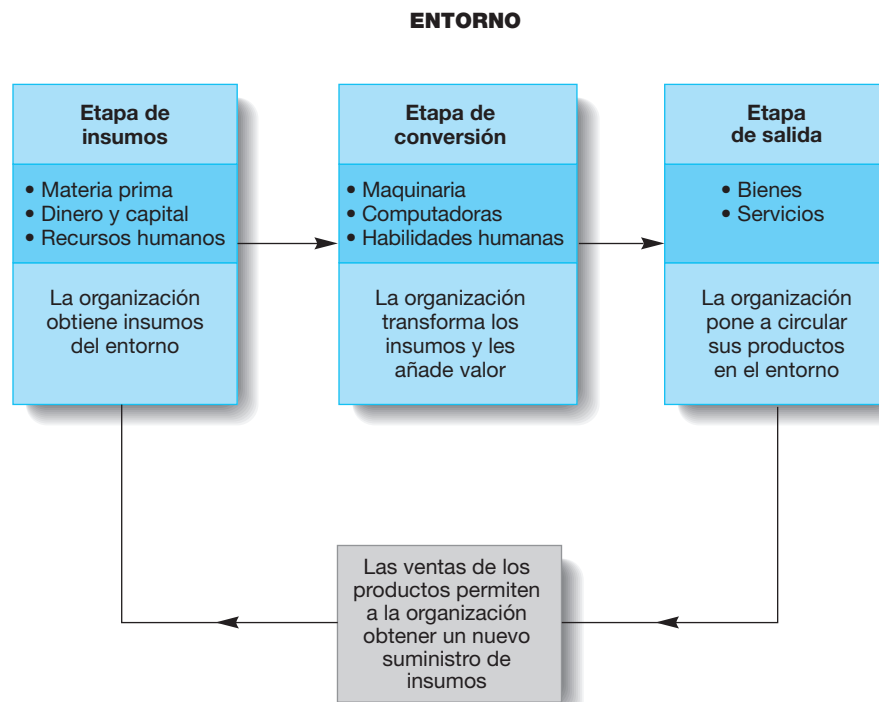 ENTORNO
Etapa de
insumos
• Materia prima
• Dinero y capital
• Recursos humanos
La organización
obtiene insumos
del entorno
Etapa de
conversión
• Maquinaria
• Computadoras
• Habilidades humanas
La organización
transforma los
insumos y les
añade valor
Etapa
de salida
• Bienes
• Servicios
La organización
pone a circular
sus productos
en el entorno
Las ventas de los
productos permiten
a la organización
obtener un nuevo
suministro de
insumos